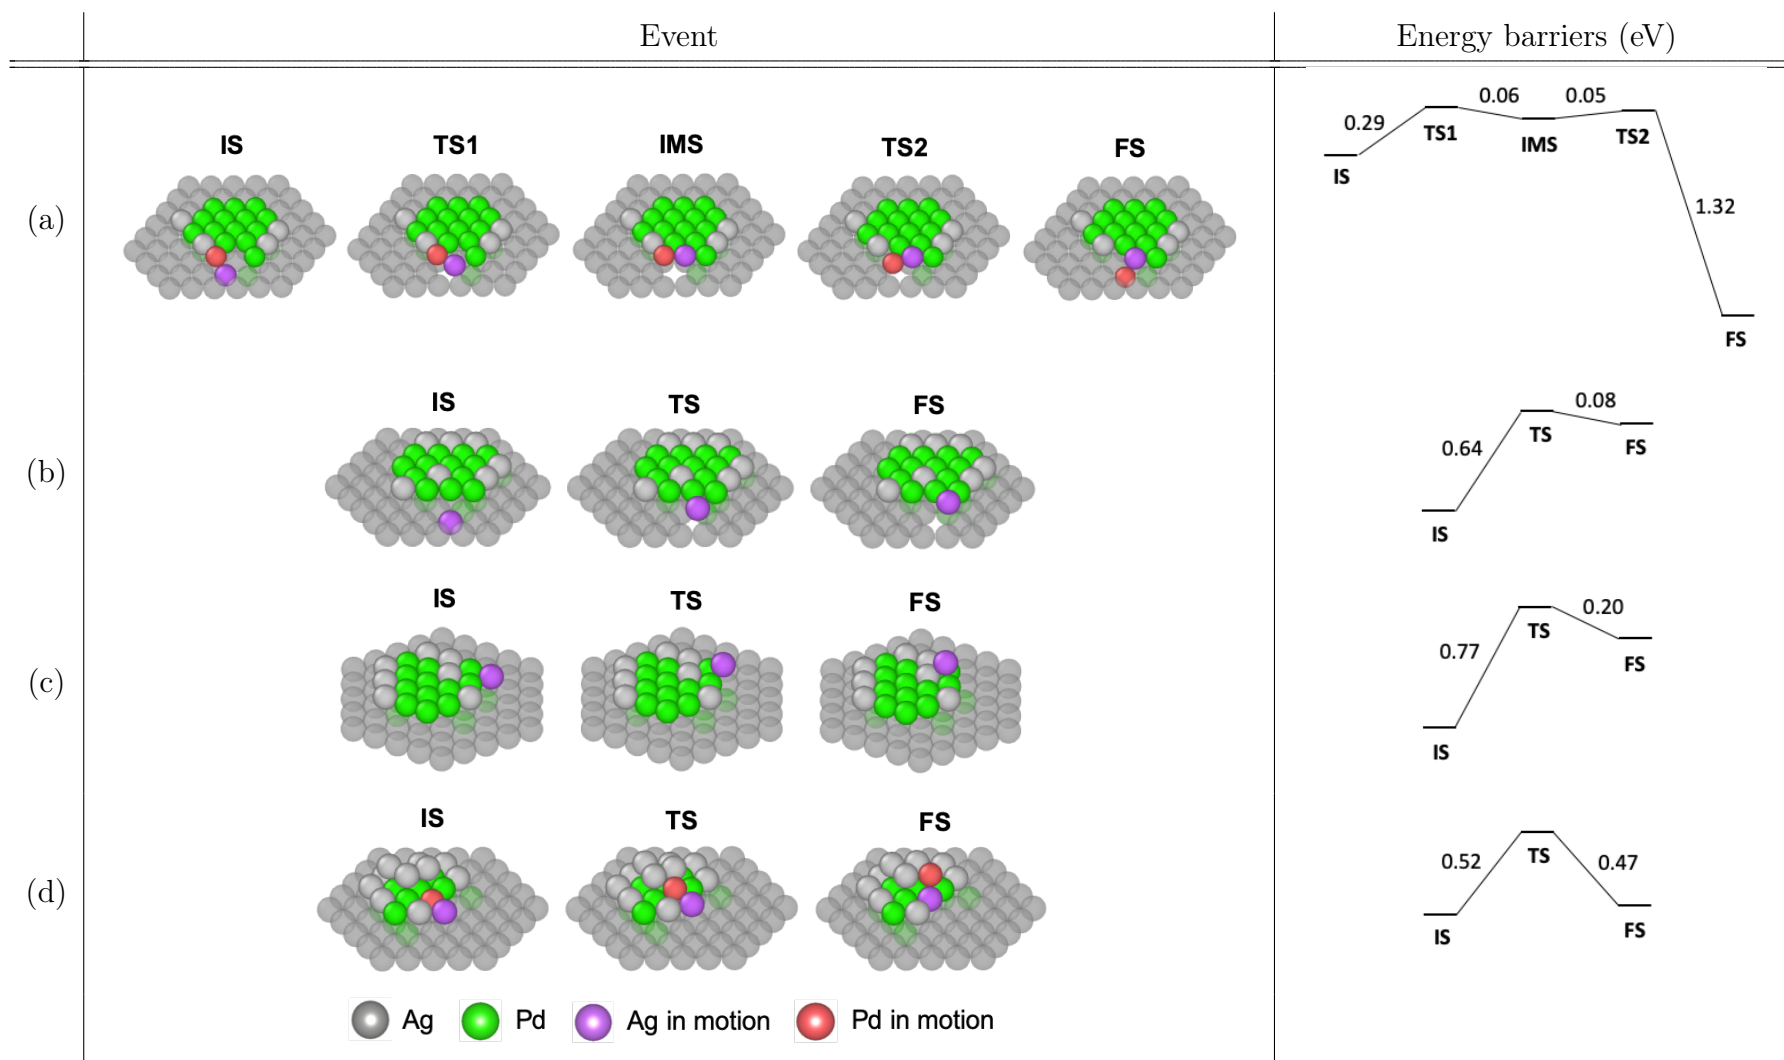 Event Energy barriers (eV)
(a)
IS TS1 IMS TS2 FS
0.29 0.06 0.05 1.32
IS TS1 IMS TS2 FS
(b)
IS TS FS
0.64 0.08
IS TS FS
(c)
IS TS FS
0.77 0.20
IS TS FS
(d)
IS TS FS
0.52 0.47
IS TS FS
Ag Pd Ag in motion Pd in motion